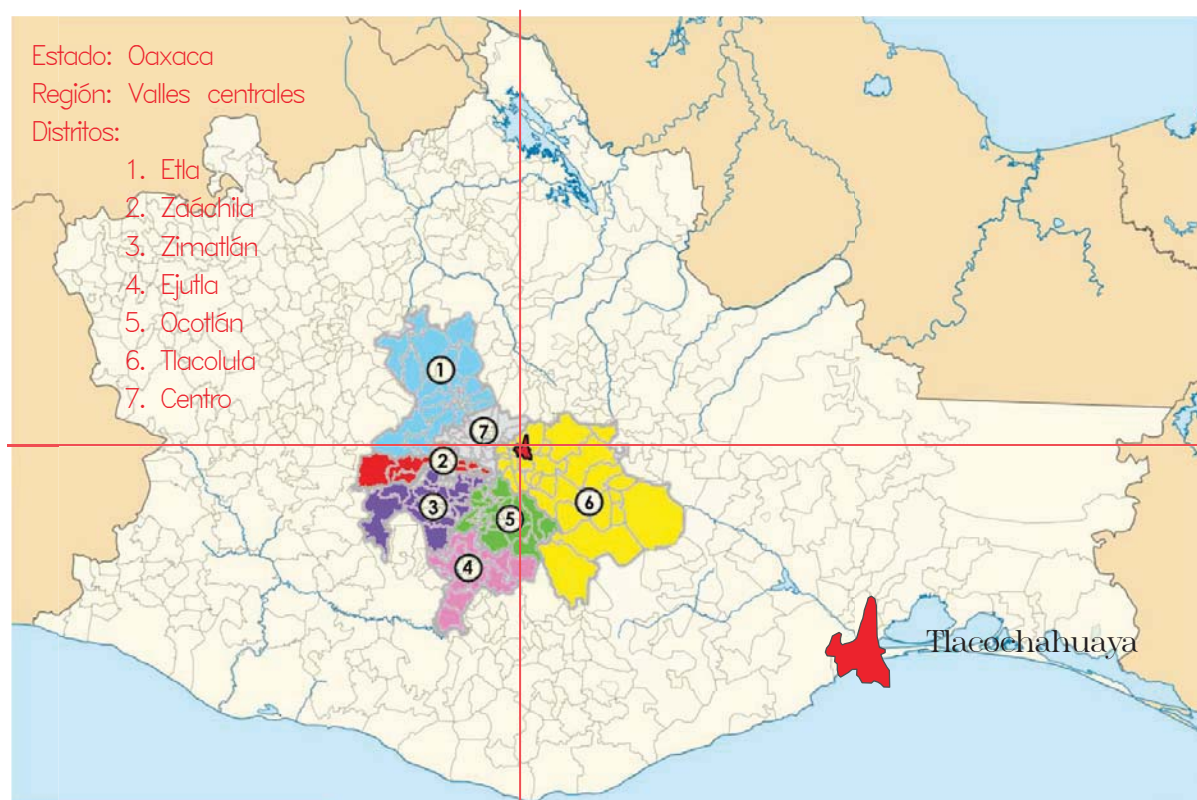 Estado: Oaxaca
Región: Valles centrales
Distritos:
1. Etla
2. Zaáchila
3. Zimatlán
4. Ejutla
5. Ocotlán
6. Tlacolula
7. Centro
1
7
2
6
3
5
4
Tlacochahuaya